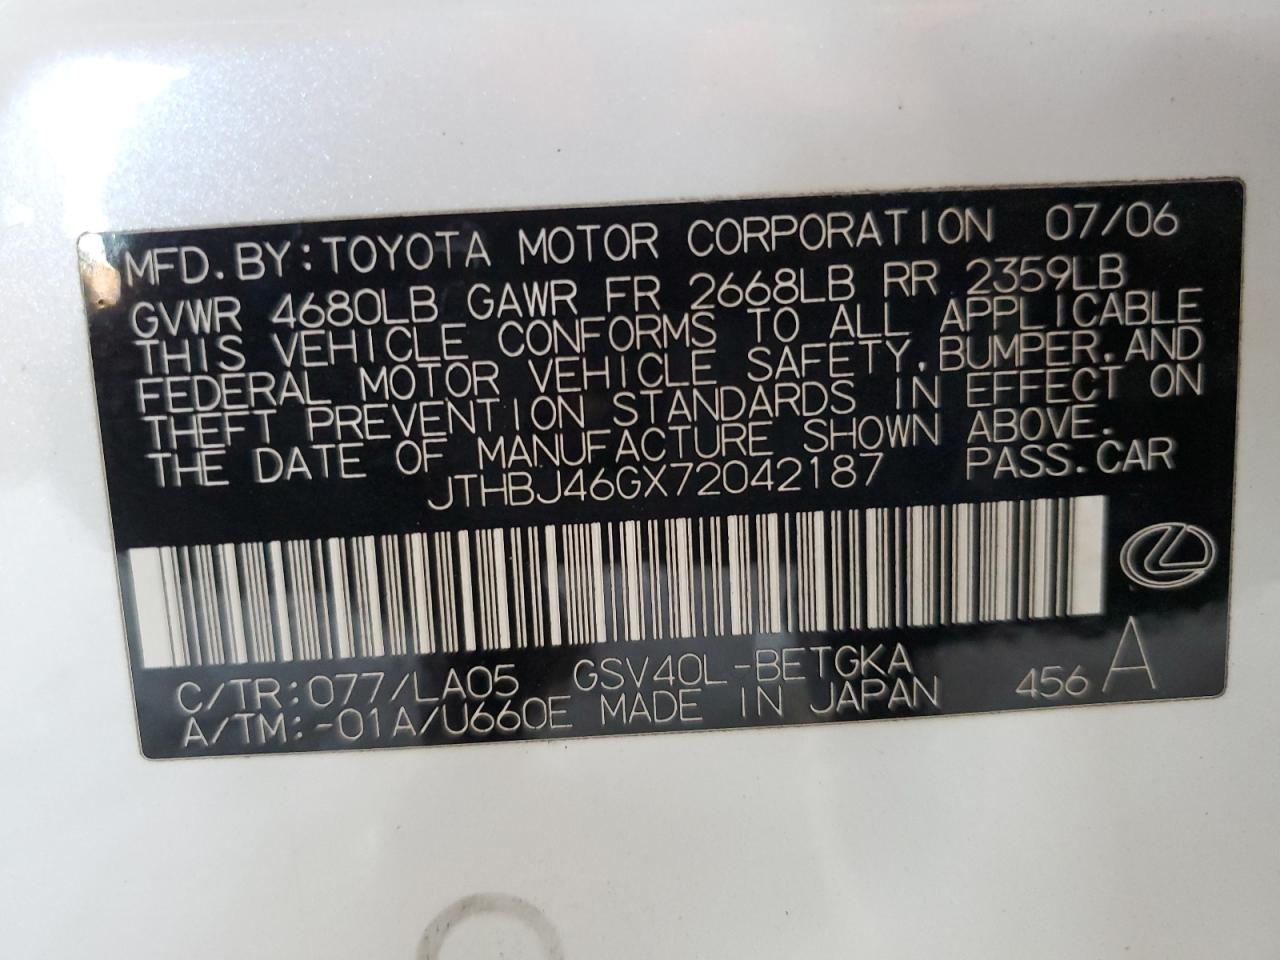 MFD. BY: TOYOTA MOTOR CORPORATION 07/06
GVWR 4680LB GAWR FR 2668LB RR 2359LB
THIS VEHICLE CONFORMS TO ALL APPLICABLE
FEDERAL MOTOR VEHICLE SAFETY, BUMPER, AND
THEFT PREVENTION STANDARDS IN EFFECT ON
THE DATE OF MANUFACTURE SHOWN ABOVE.
JTHBJ46GX72042187 PASS. CAR
C/TR: 077/LA05 GSV40L-BETGKA
A/TM: -01A/U660E MADE IN JAPAN 456 A